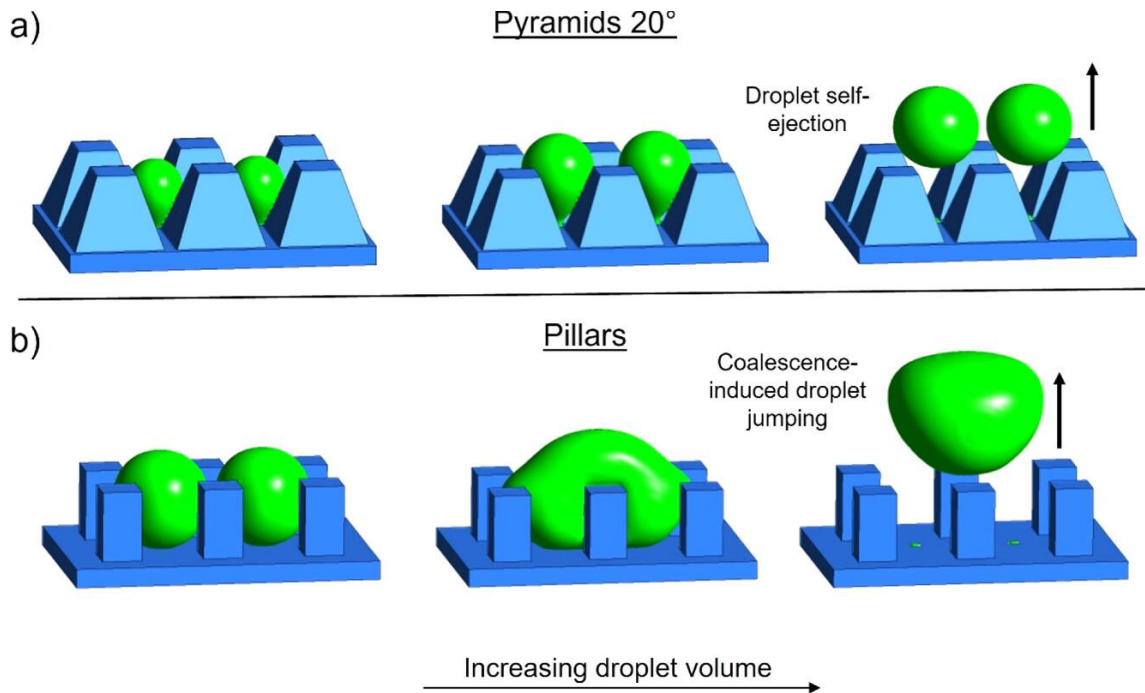 a)
Pyramids 20°
Droplet self-
ejection
b)
Pillars
Coalescence-
induced droplet
jumping
Increasing droplet volume